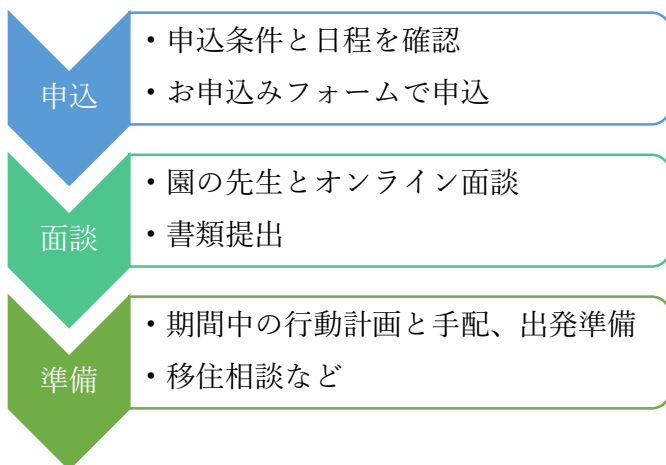 申込
・申込条件と日程を確認
・お申込みフォームで申込
面談
・園の先生とオンライン面談
・書類提出
準備
・期間中の行動計画と手配、出発準備
・移住相談など